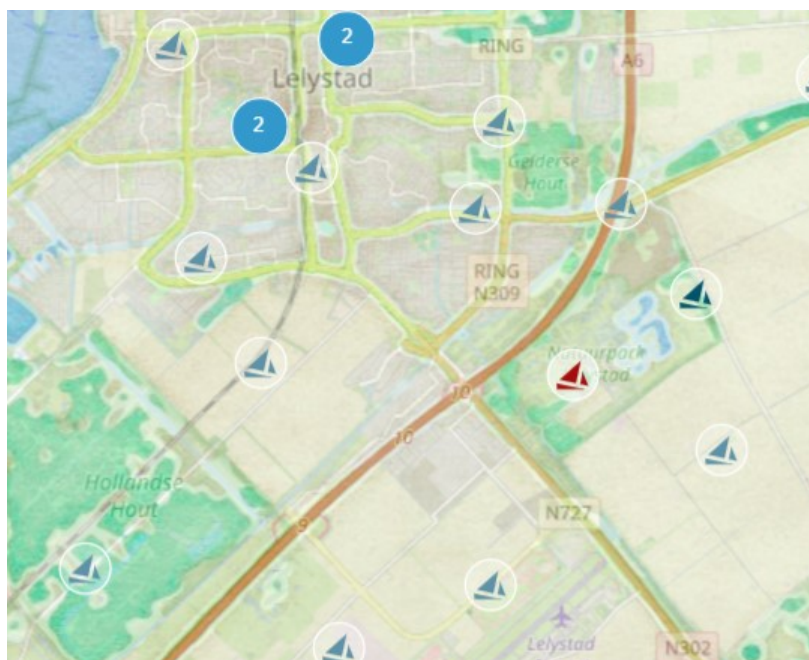 2
RING
A6
Lelystad
2
Gelderse
Hout
RING
N309
Natuurpark
Lelystad
10
10
Hollandse
Hout
9
N727
Lelystad
N302